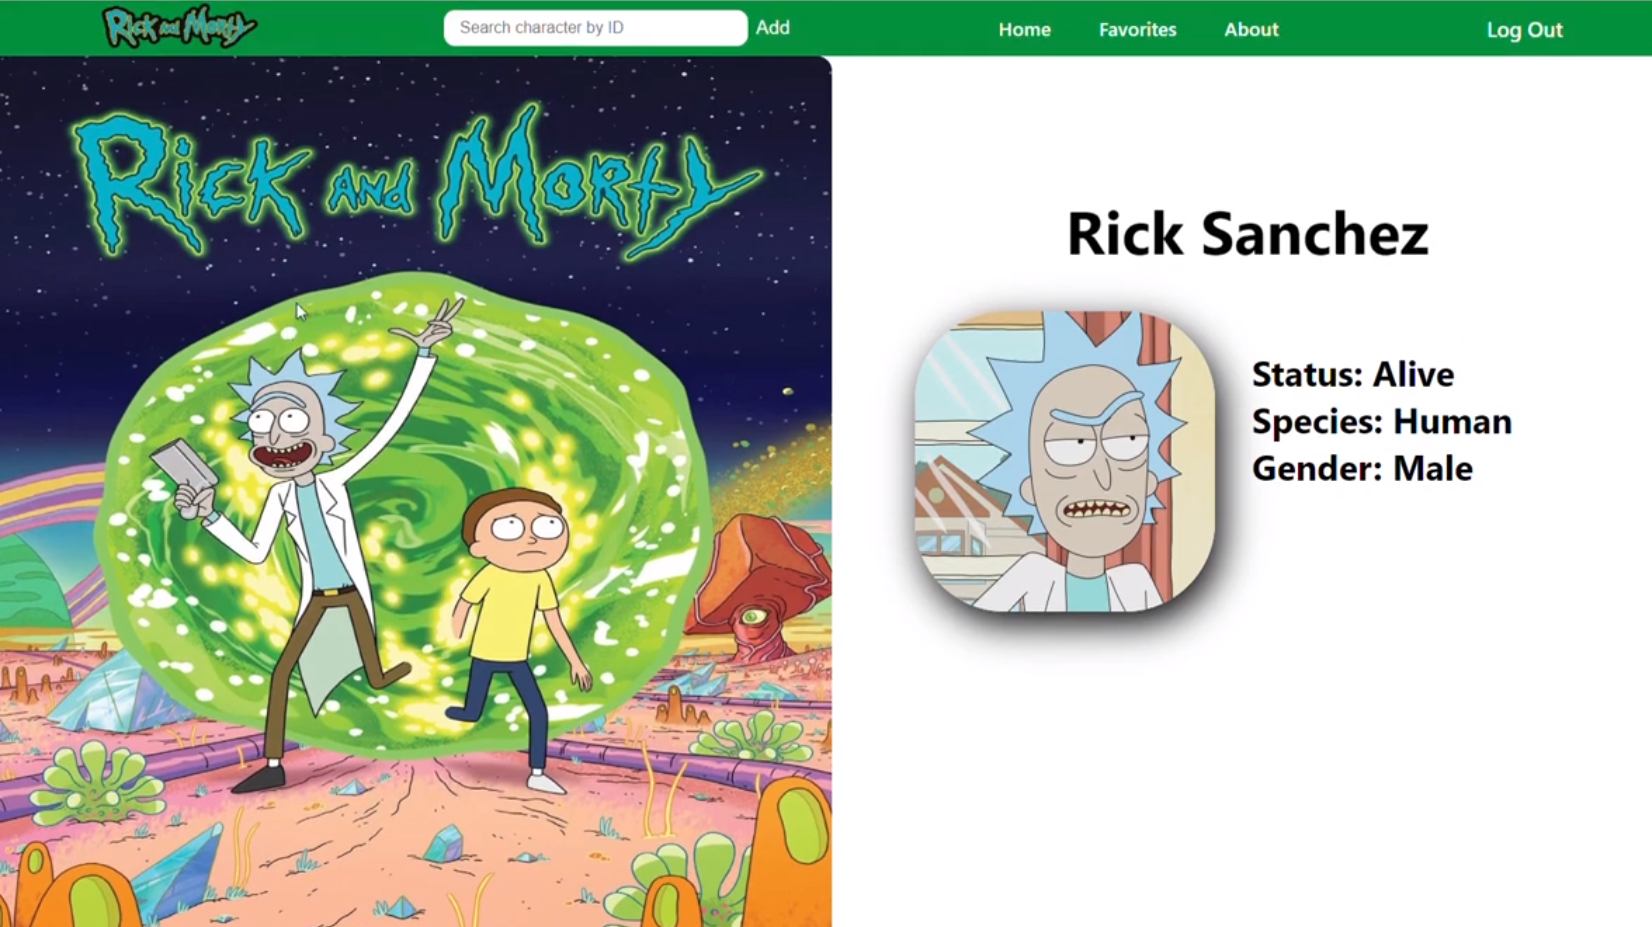 Rick and Morty
Search character by ID
Add
Home
Favorites
About
Log Out
Rick and Morty
Rick Sanchez
Status: Alive
Species: Human
Gender: Male